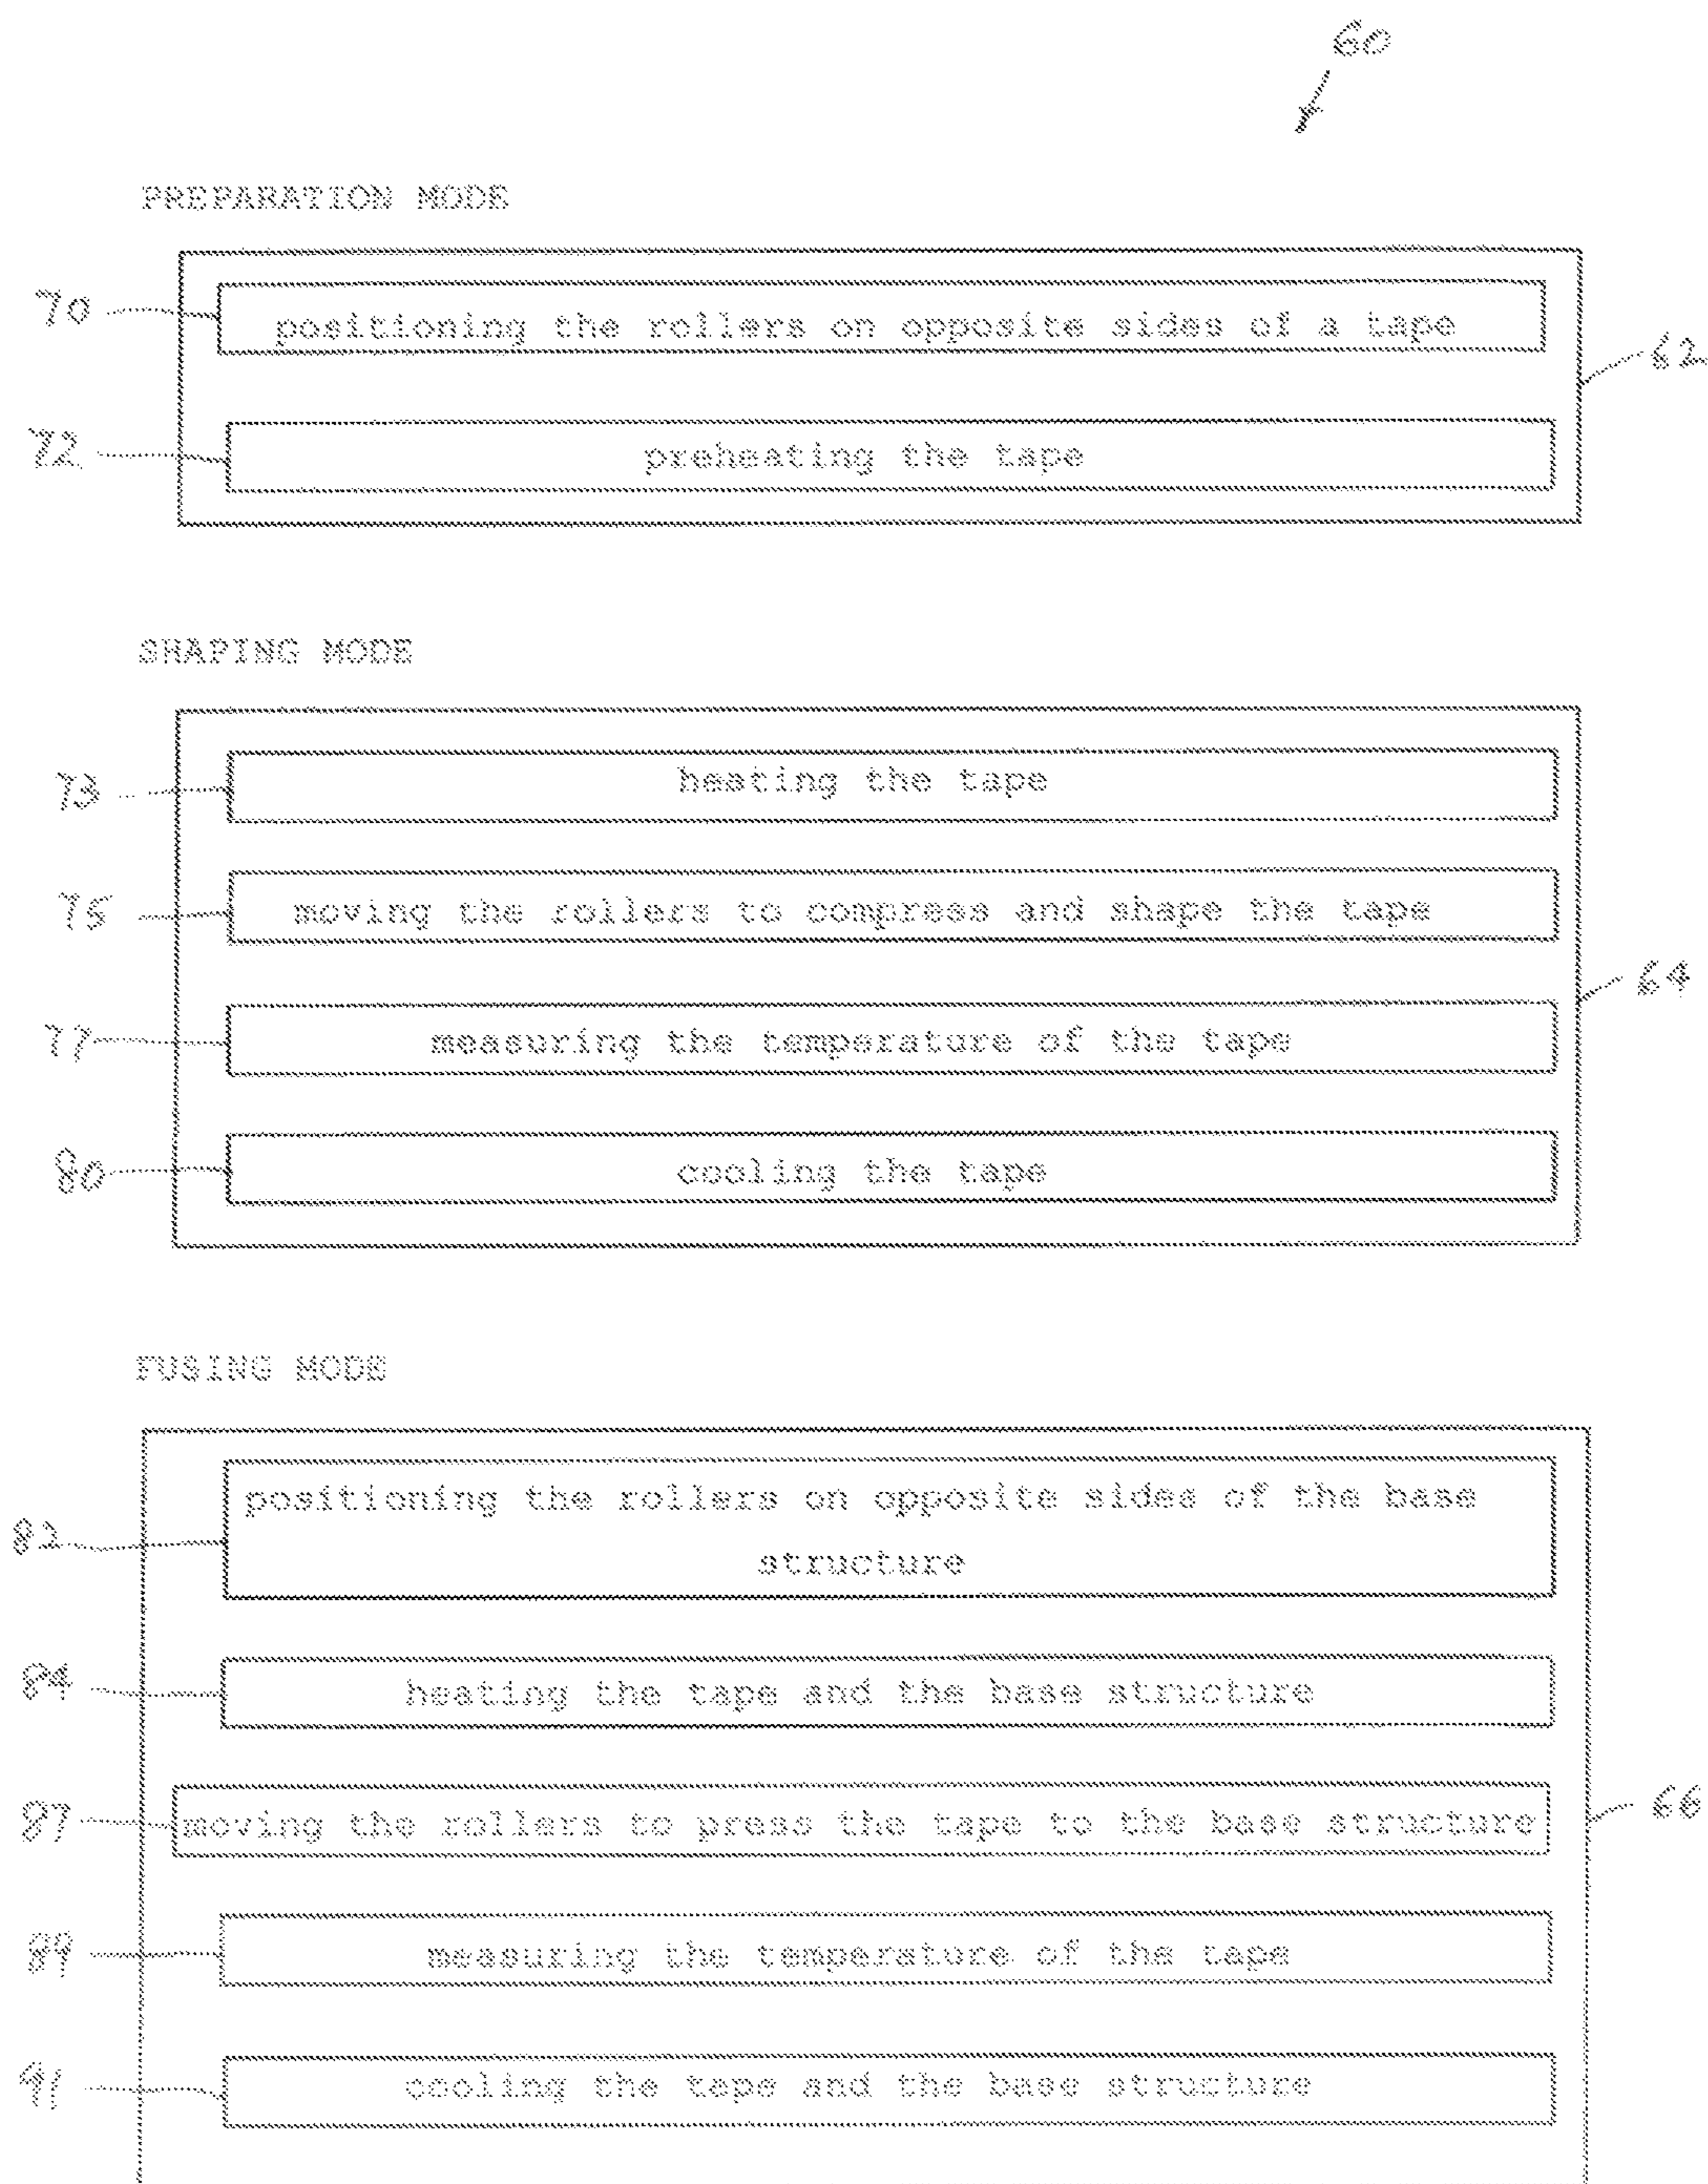 60
PREPARATION MODE
70 positioning the rollers on opposite sides of a tape
62
72 preheating the tape
SHAPING MODE
73 heating the tape
75 moving the rollers to compress and shape the tape
64
77 measuring the temperature of the tape
80 cooling the tape
FUSING MODE
82 positioning the rollers on opposite sides of the base
structure
84 heating the tape and the base structure
87 moving the rollers to press the tape to the base structure
66
89 measuring the temperature of the tape
91 cooling the tape and the base structure